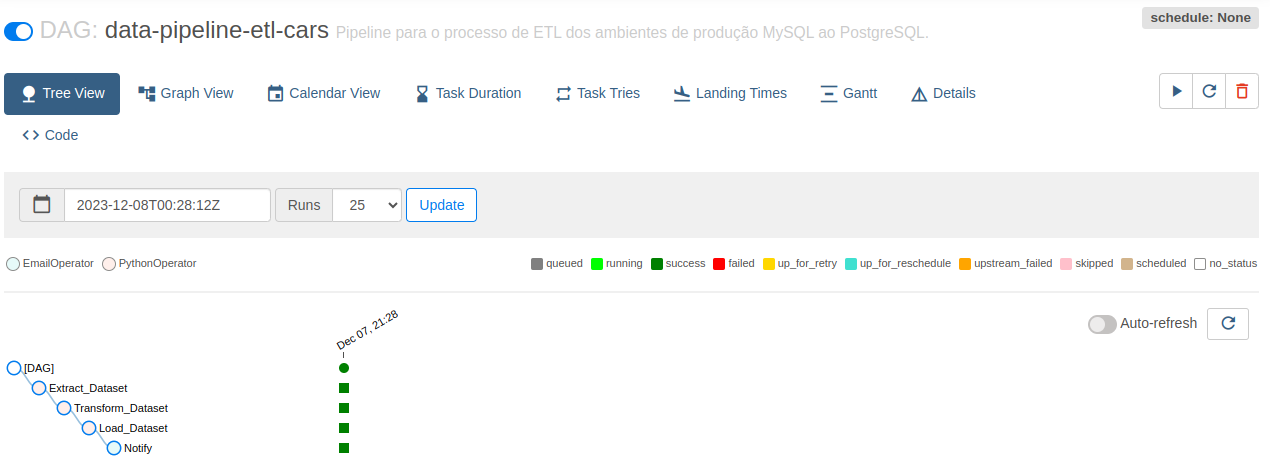 schedule: None
DAG: data-pipeline-etl-cars Pipeline para o processo de ETL dos ambientes de produção MySQL ao PostgreSQL.
Tree View Graph View Calendar View Task Duration Task Tries Landing Times Gantt Details
Code
2023-12-08T00:28:12Z Runs 25 Update
EmailOperator PythonOperator queued running success failed up_for_retry up_for_reschedule upstream_failed skipped scheduled no_status
Auto-refresh
Dec 07, 21:28
[DAG]
Extract_Dataset
Transform_Dataset
Load_Dataset
Notify